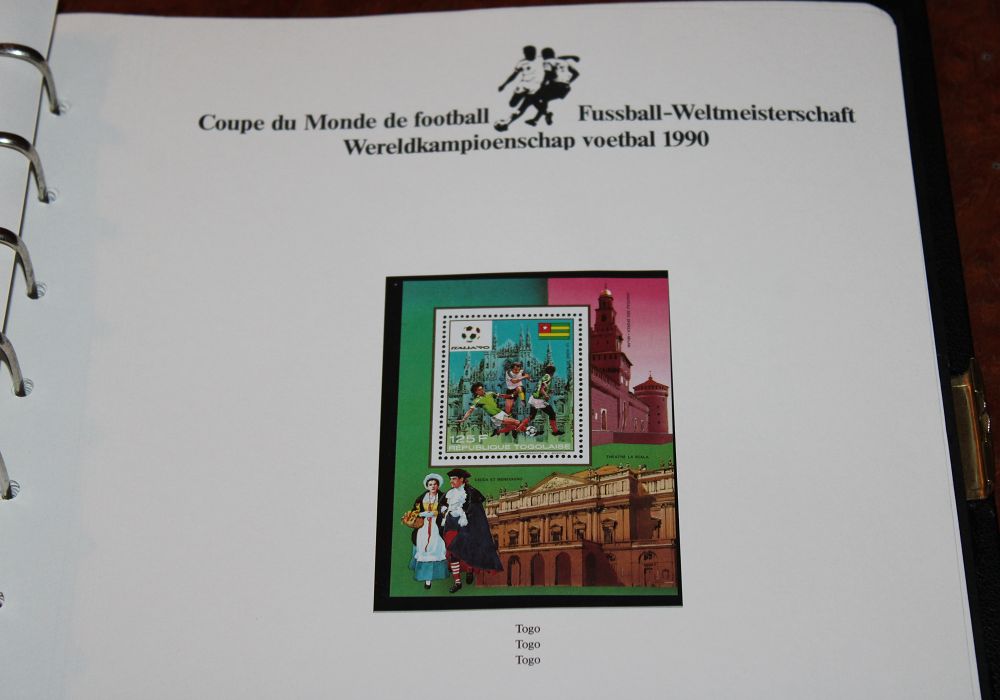 Coupe du Monde de football Fussball-Weltmeisterschaft
Wereldkampioenschap voetbal 1990
ITALIA'90
125F
REPUBLIQUE TOGOLAISE
THEATRE LA SCALA
Togo
Togo
Togo